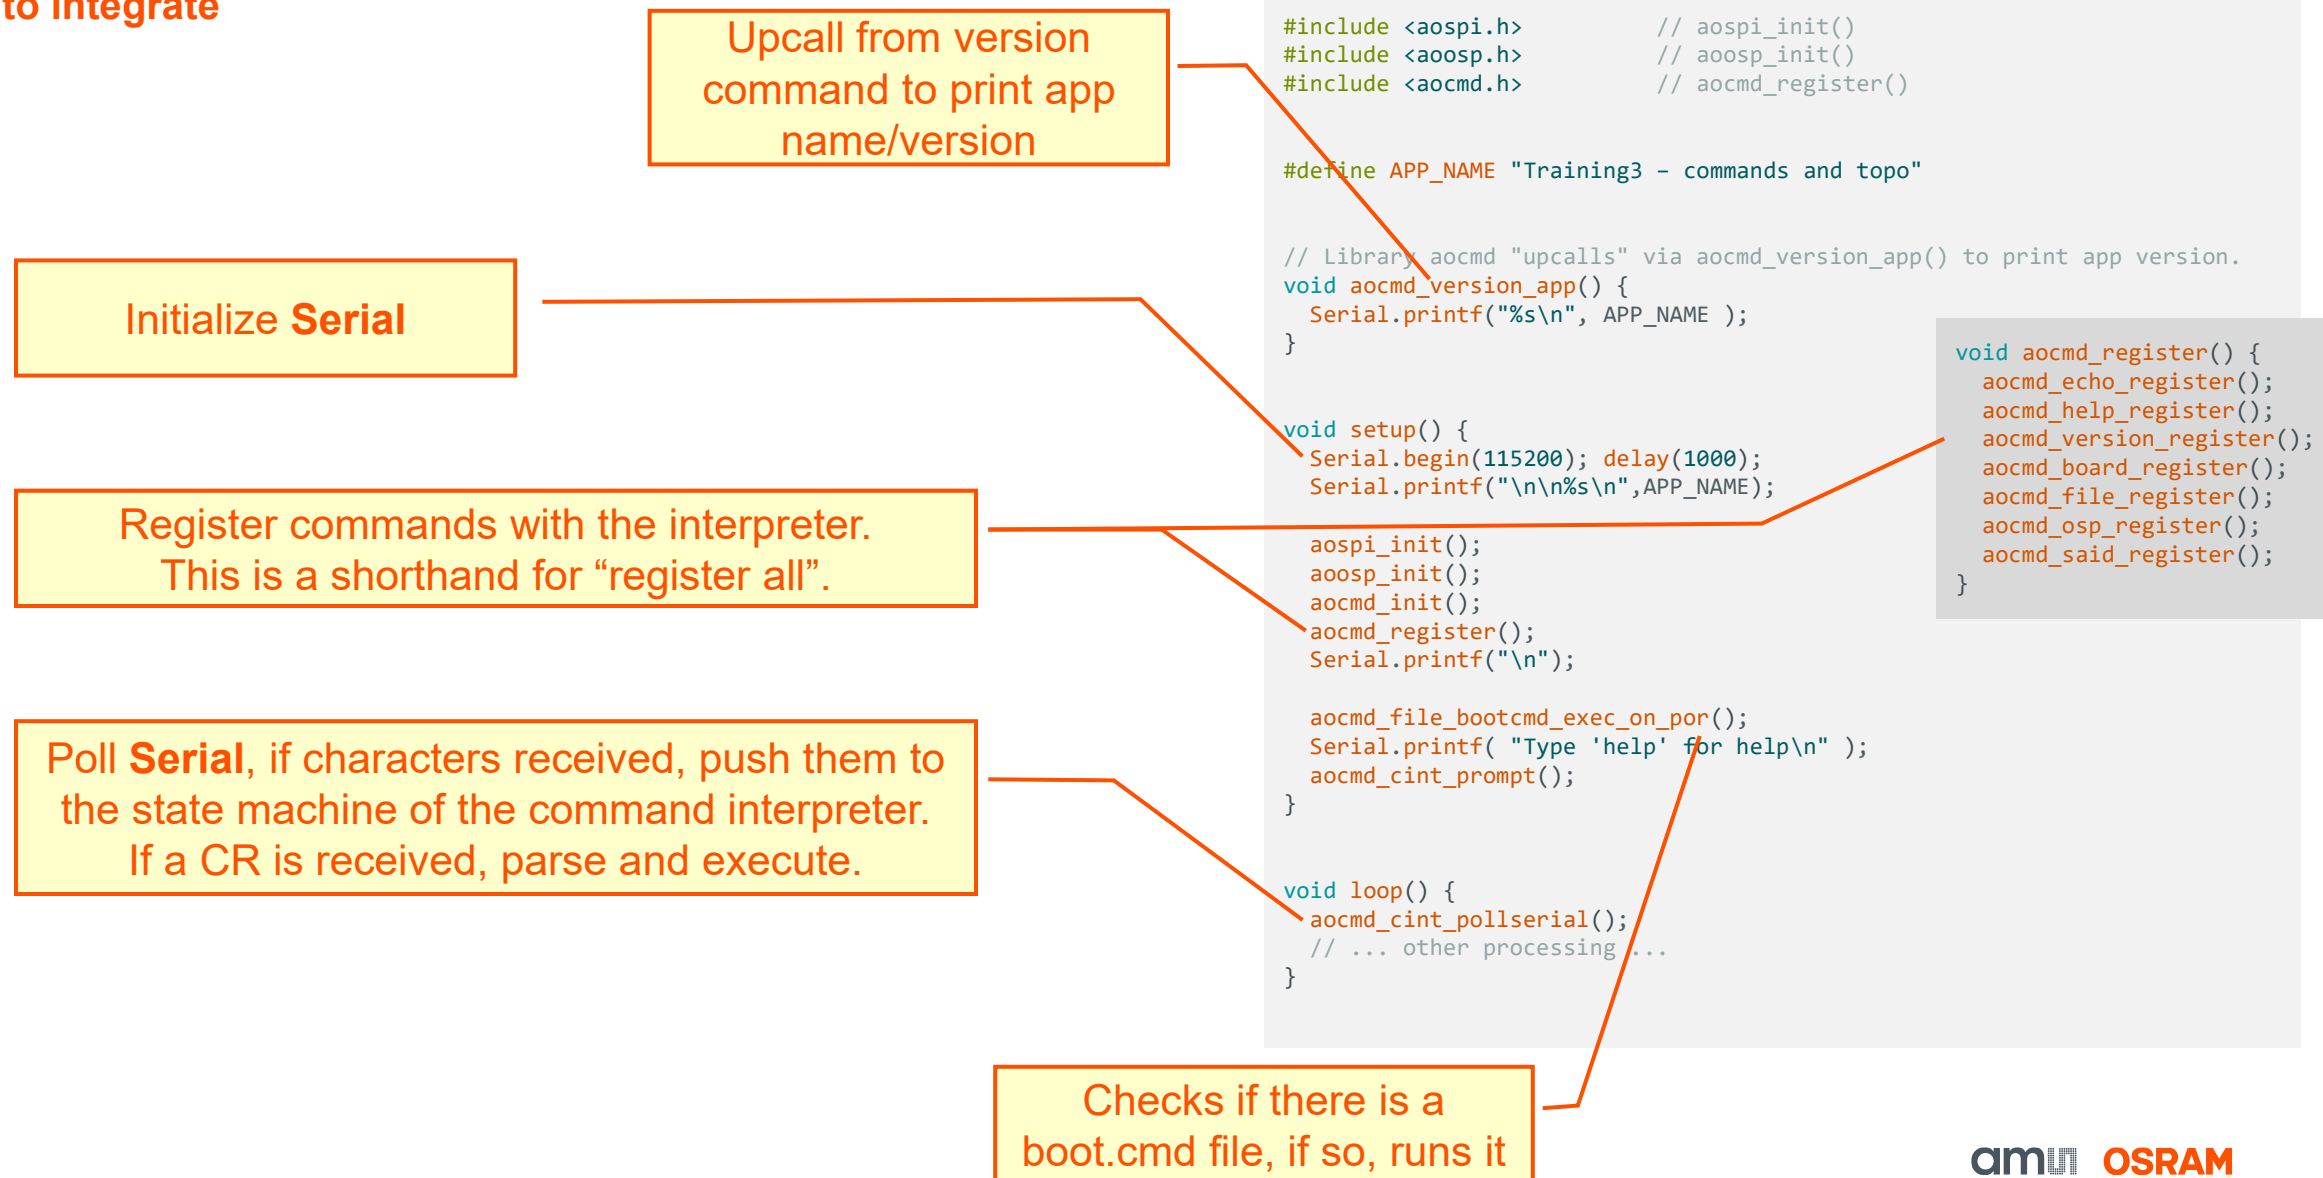 to integrate
Upcall from version
command to print app
name/version
Initialize Serial
Register commands with the interpreter.
This is a shorthand for “register all”.
Poll Serial, if characters received, push them to
the state machine of the command interpreter.
If a CR is received, parse and execute.
#include <aospi.h> // aospi_init()
#include <aoosp.h> // aoosp_init()
#include <aocmd.h> // aocmd_register()
#define APP_NAME "Training3 – commands and topo"
// Library aocmd "upcalls" via aocmd_version_app() to print app version.
void aocmd_version_app() {
Serial.printf("%s\n", APP_NAME );
}
void setup() {
Serial.begin(115200); delay(1000);
Serial.printf("\n\n%s\n",APP_NAME);
aospi_init();
aoosp_init();
aocmd_init();
aocmd_register();
Serial.printf("\n");
aocmd_file_bootcmd_exec_on_por();
Serial.printf( "Type 'help' for help\n" );
aocmd_cint_prompt();
}
void loop() {
aocmd_cint_pollserial();
// ... other processing ...
}
void aocmd_register() {
aocmd_echo_register();
aocmd_help_register();
aocmd_version_register();
aocmd_board_register();
aocmd_file_register();
aocmd_osp_register();
aocmd_said_register();
}
Checks if there is a
boot.cmd file, if so, runs it
ams OSRAM